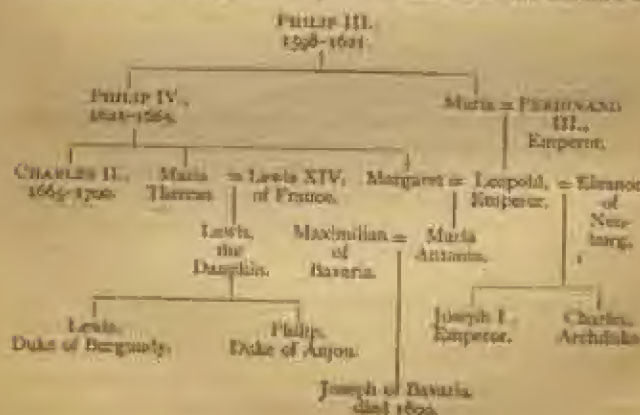 PHILIP III.
1598-1621
PHILIP IV.,
1621-1665.
Maria = FERDINAND
III.,
Emperor.
CHARLES II.,
1665-1700.
Maria
Theresa
= Lewis XIV.
of France.
Margaret = Leopold,
Emperor.
= Eleanor
of
Neu-
burg.
Lewis,
the
Dauphin.
Maximilian =
of
Bavaria.
Maria
Antonia.
Lewis,
Duke of Burgundy.
Philip,
Duke of Anjou.
Joseph I.,
Emperor.
Charles,
Archduke.
Joseph of Bavaria,
died 1699.